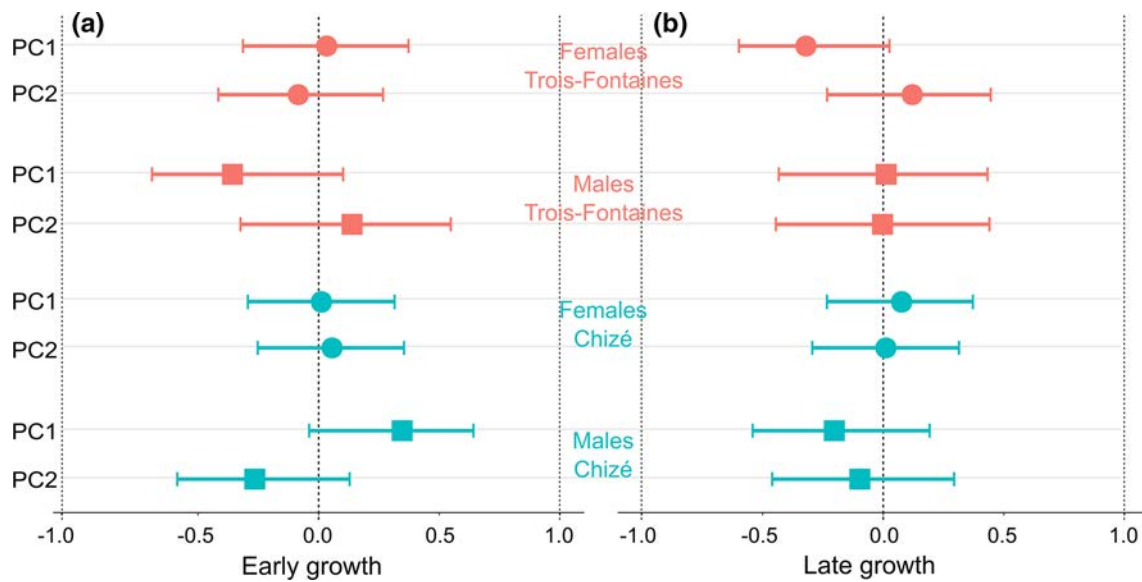 (a)
(b)
PC1
Females
Trois-Fontaines
PC2
PC1
Males
Trois-Fontaines
PC2
PC1
Females
Chizé
PC2
PC1
Males
Chizé
PC2
-1.0 -0.5 0.0 0.5 1.0
-1.0 -0.5 0.0 0.5 1.0
Early growth
Late growth